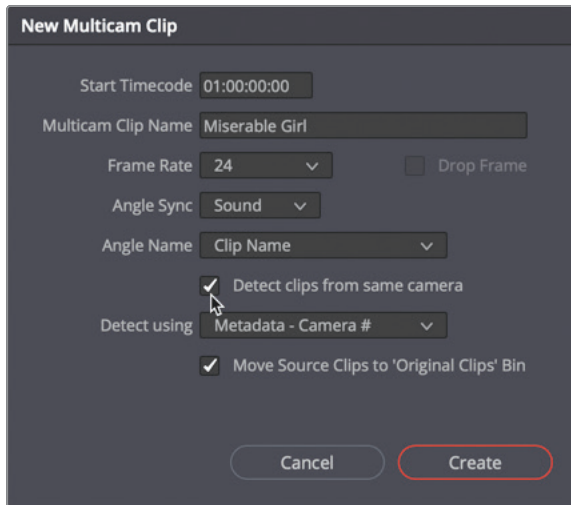 New Multicam Clip
Start Timecode 01:00:00:00
Multicam Clip Name Miserable Girl
Frame Rate 24 Drop Frame
Angle Sync Sound
Angle Name Clip Name
Detect clips from same camera
Detect using Metadata - Camera #
Move Source Clips to 'Original Clips' Bin
Cancel Create